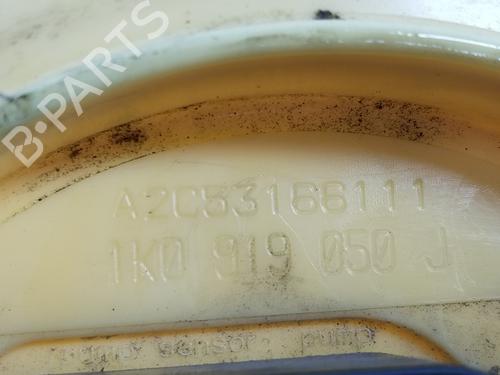 B-PARTS
A2C53166111
1K0 919 050 J
sensor; pump